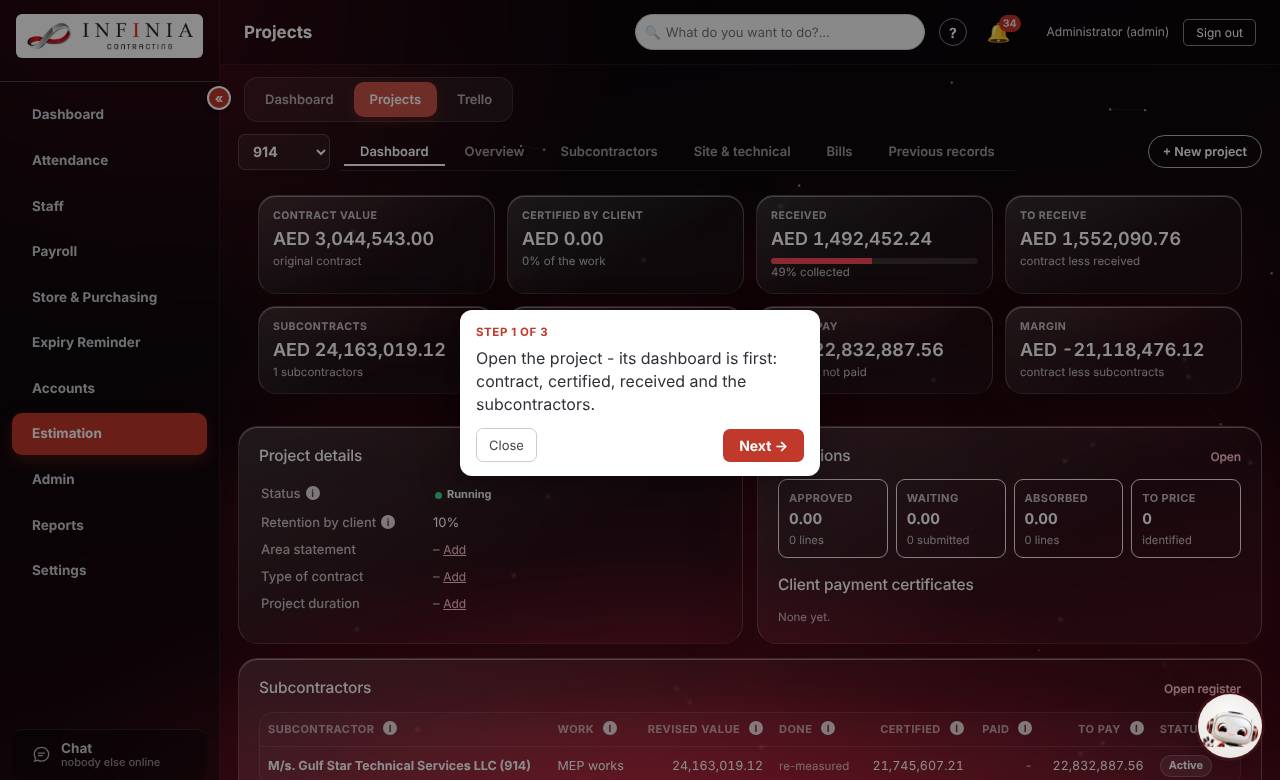 INFINIA
CONTRACTING
Projects
What do you want to do?...
?
34
Administrator (admin)
Sign out
«
Dashboard
Attendance
Staff
Payroll
Store & Purchasing
Expiry Reminder
Accounts
Estimation
Admin
Reports
Settings
Chat
nobody else online
Dashboard Projects Trello
914
Dashboard Overview Subcontractors Site & technical Bills Previous records
+ New project
CONTRACT VALUE
AED 3,044,543.00
original contract
CERTIFIED BY CLIENT
AED 0.00
0% of the work
RECEIVED
AED 1,492,452.24
49% collected
TO RECEIVE
AED 1,552,090.76
contract less received
SUBCONTRACTS
AED 24,163,019.12
1 subcontractors
PAY
22,832,887.56
not paid
MARGIN
AED -21,118,476.12
contract less subcontracts
STEP 1 OF 3
Open the project - its dashboard is first:
contract, certified, received and the
subcontractors.
Close
Next →
Project details
Status i Running
Retention by client i 10%
Area statement – Add
Type of contract – Add
Project duration – Add
Open
APPROVED
0.00
0 lines
WAITING
0.00
0 submitted
ABSORBED
0.00
0 lines
TO PRICE
0
identified
Client payment certificates
None yet.
Subcontractors
Open register
SUBCONTRACTOR i WORK i REVISED VALUE i DONE i CERTIFIED i PAID i TO PAY i
M/s. Gulf Star Technical Services LLC (914) MEP works 24,163,019.12 re-measured 21,745,607.21 - 22,832,887.56 Active